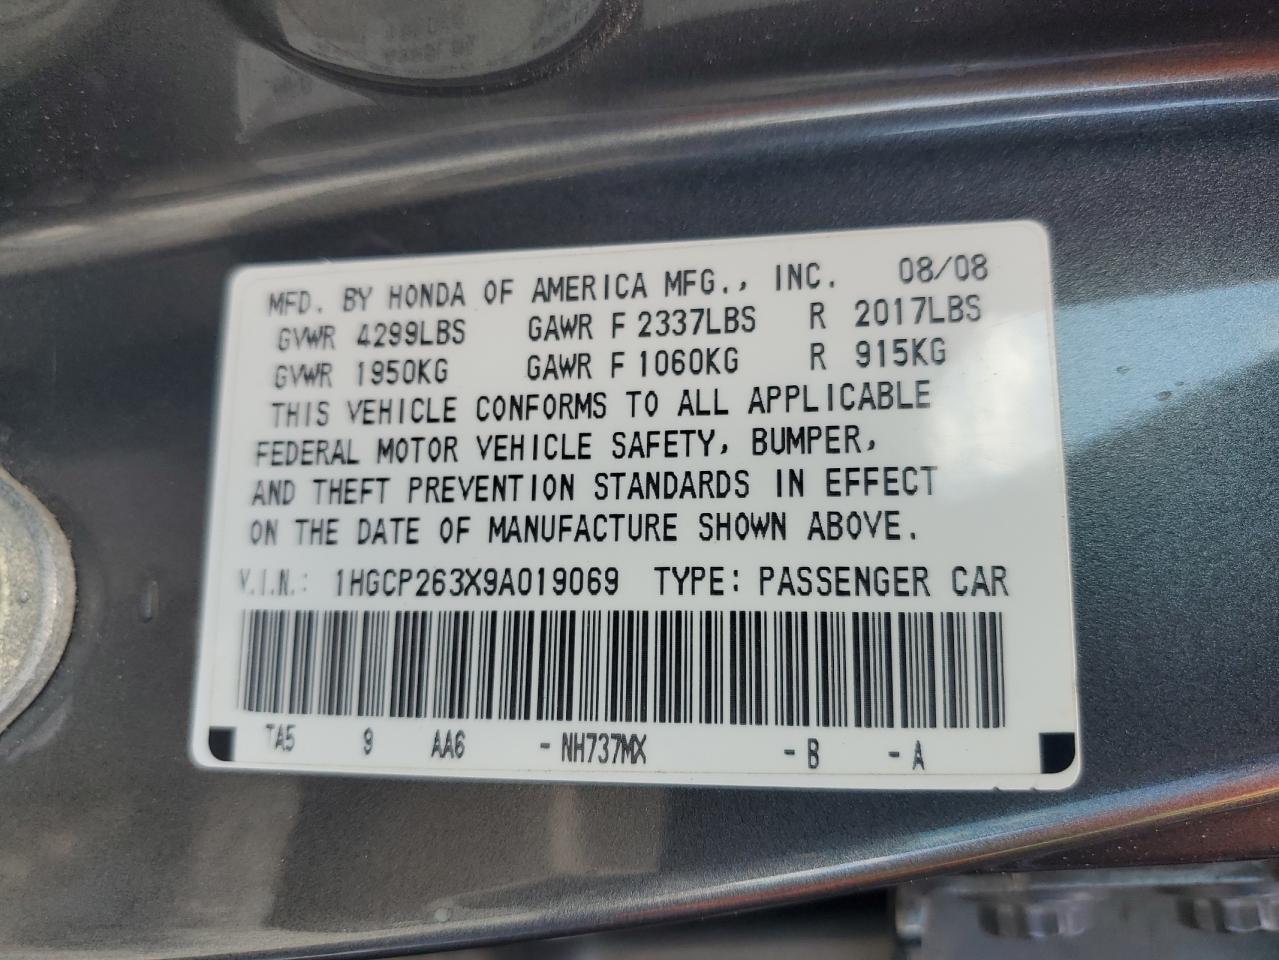 MFD. BY HONDA OF AMERICA MFG., INC. 08/08
GVWR 4299LBS GAWR F 2337LBS R 2017LBS
GVWR 1950KG GAWR F 1060KG R 915KG
THIS VEHICLE CONFORMS TO ALL APPLICABLE
FEDERAL MOTOR VEHICLE SAFETY, BUMPER,
AND THEFT PREVENTION STANDARDS IN EFFECT
ON THE DATE OF MANUFACTURE SHOWN ABOVE.
V.I.N.: 1HGCP263X9A019069 TYPE: PASSENGER CAR
TA5 9 AA6 -NH737MX -B -A